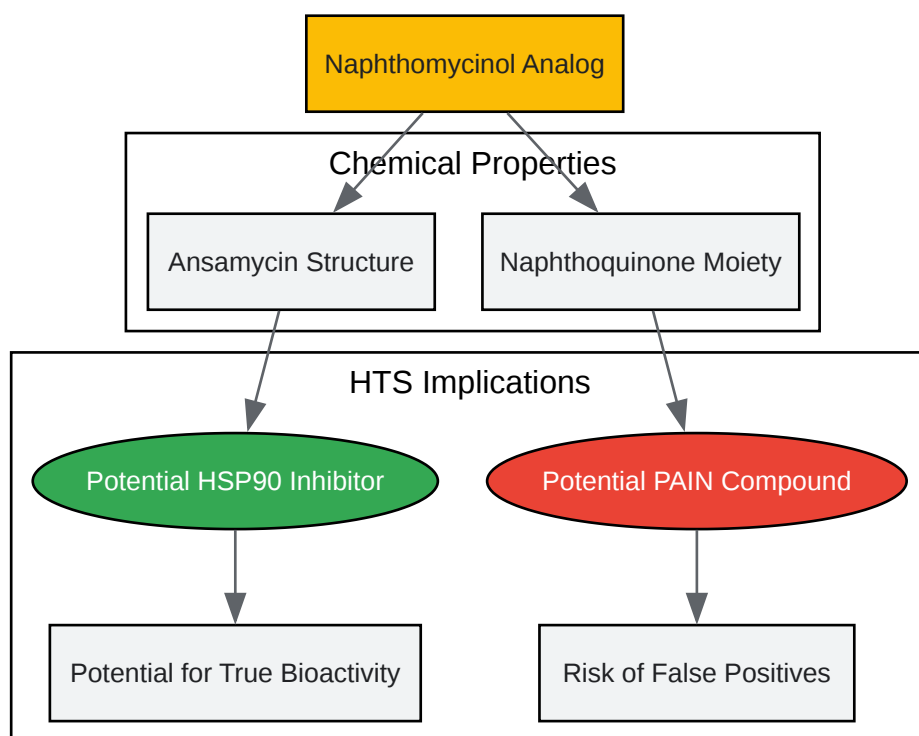 Naphthomycinol Analog
Chemical Properties
Ansamycin Structure
Naphthoquinone Moiety
HTS Implications
Potential HSP90 Inhibitor
Potential PAIN Compound
Potential for True Bioactivity
Risk of False Positives